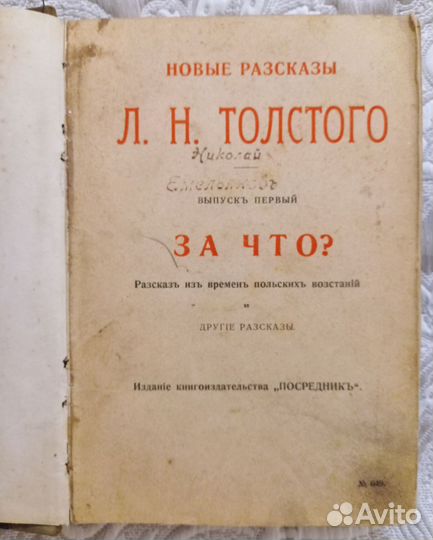 НОВЫЕ РАЗСКАЗЫ
Л. Н. ТОЛСТОГО
Николай
Емельяновъ
ВЫПУСКЪ ПЕРВЫЙ
ЗА ЧТО?
Разсказъ изъ временъ польскихъ возстаній
и
ДРУГІЕ РАЗСКАЗЫ.
Изданіе книгоиздательства „ПОСРЕДНИКЪ“.
№ 649.
Avito